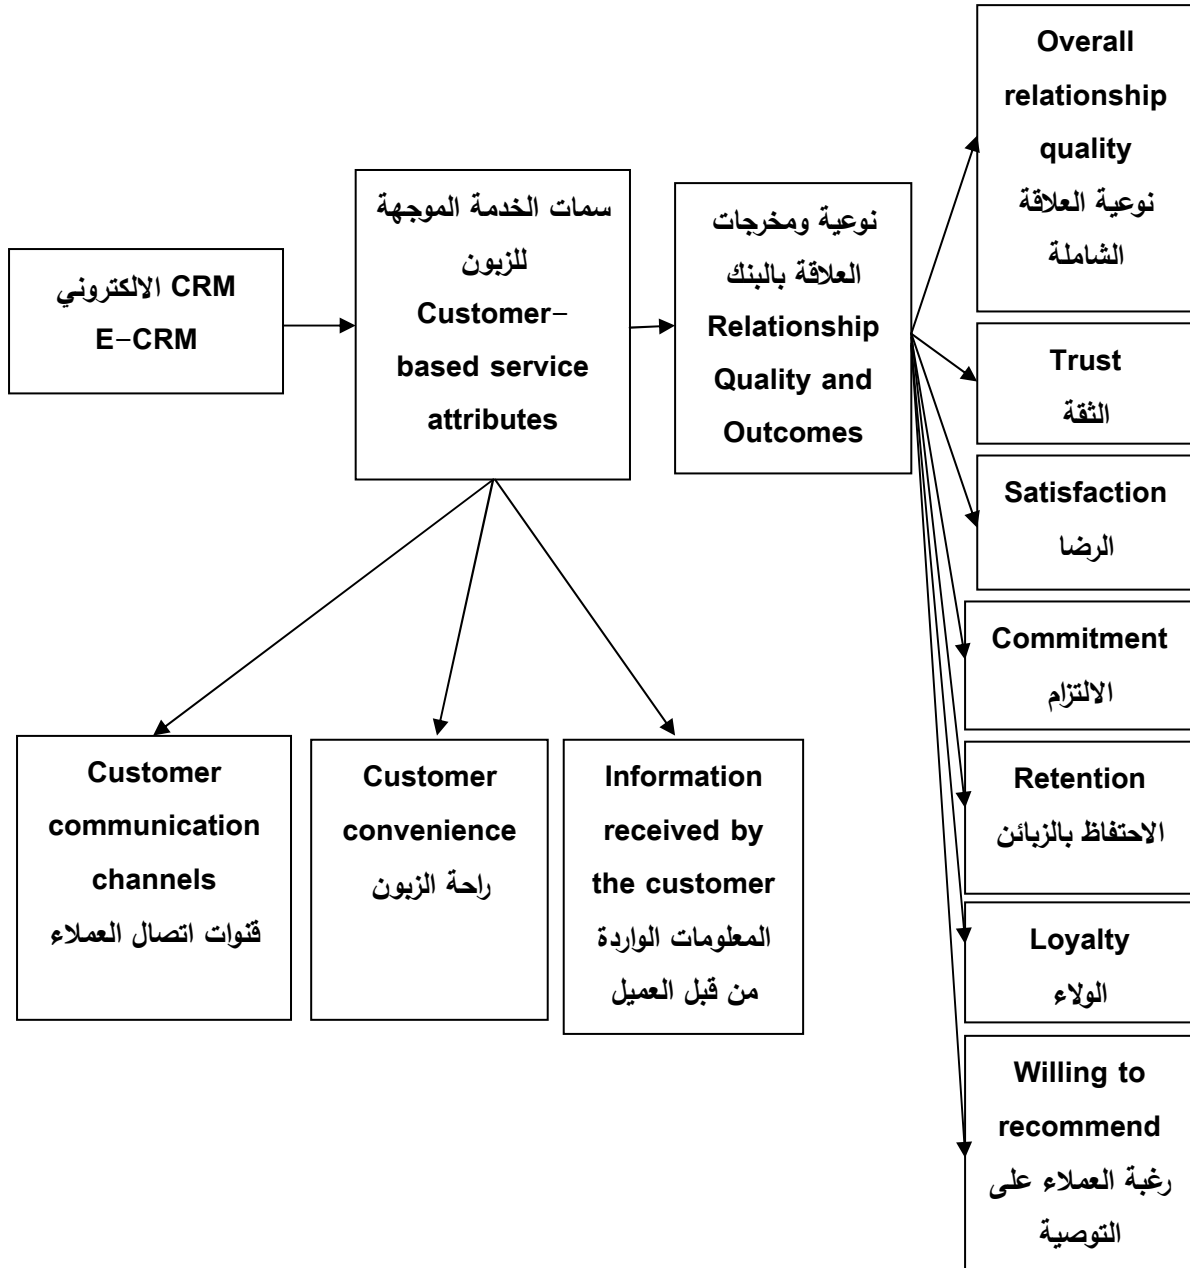 CRM الالكتروني
E-CRM
سمات الخدمة الموجهة
للزبون
Customer-
based service
attributes
نوعية ومخرجات
العلاقة بالبنك
Relationship
Quality and
Outcomes
Overall
relationship
quality
نوعية العلاقة
الشاملة
Trust
الثقة
Satisfaction
الرضا
Commitment
الالتزام
Retention
الاحتفاظ بالزبائن
Loyalty
الولاء
Willing to
recommend
رغبة العملاء على
التوصية
Customer
communication
channels
قنوات اتصال العملاء
Customer
convenience
راحة الزبون
Information
received by
the customer
المعلومات الواردة
من قبل العميل